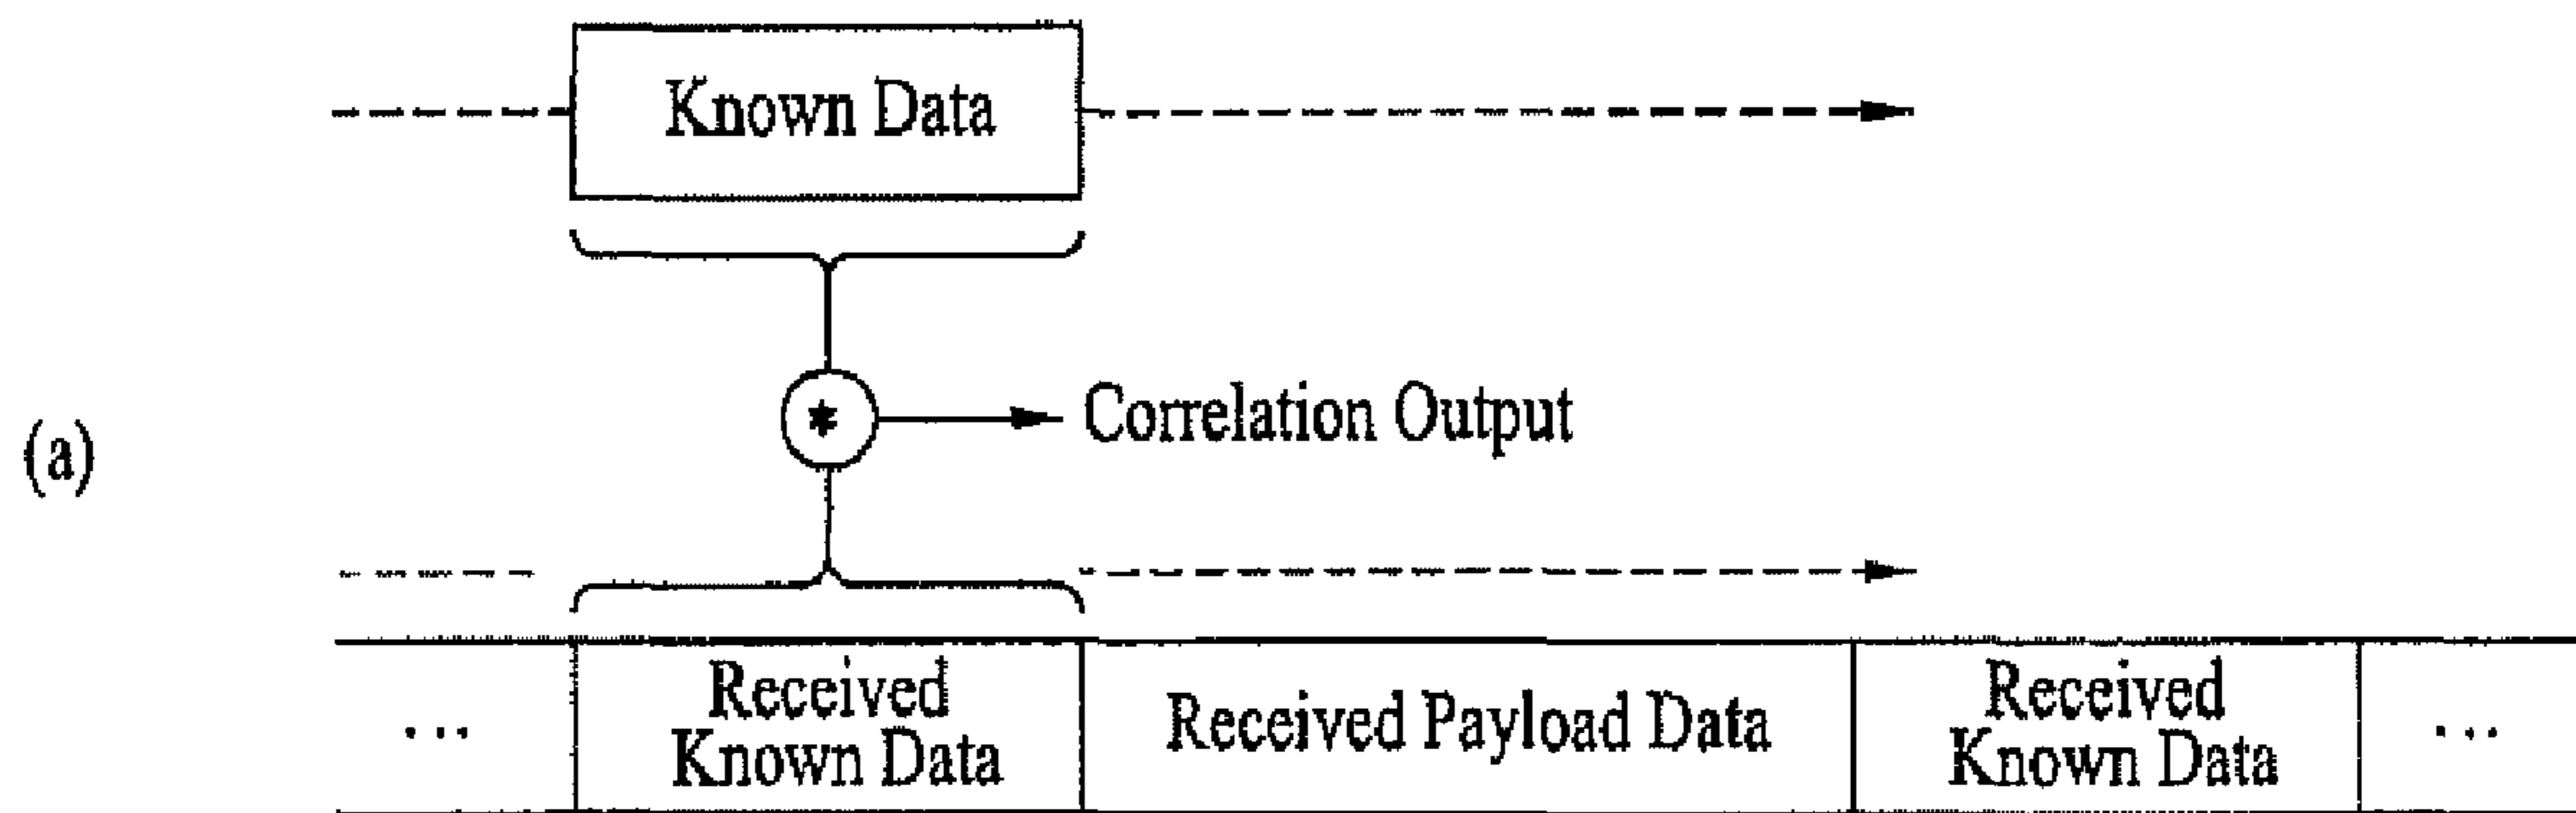 Known Data
*
Correlation Output
(a)
...
Received
Known Data
Received Payload Data
Received
Known Data
...